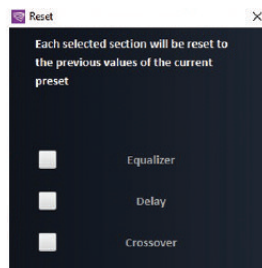 Reset
Each selected section will be reset to
the previous values of the current
preset
Equalizer
Delay
Crossover